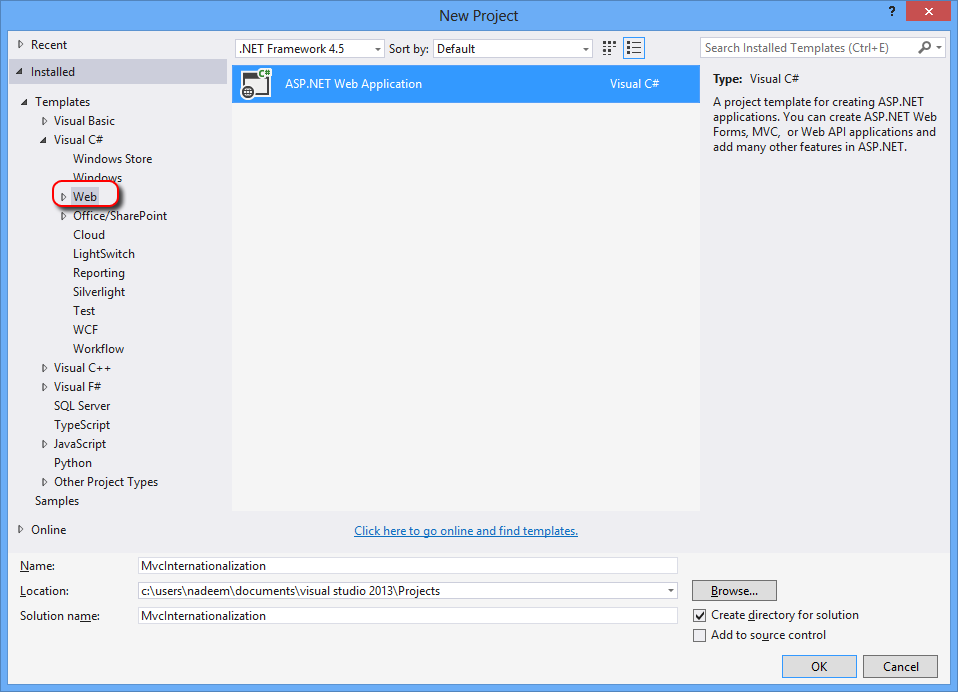 New Project
?
Recent
.NET Framework 4.5
Sort by:
Default
Search Installed Templates (Ctrl+E)
Installed
Templates
Visual Basic
Visual C#
Windows Store
Windows
Web
Office/SharePoint
Cloud
LightSwitch
Reporting
Silverlight
Test
WCF
Workflow
Visual C++
Visual F#
SQL Server
TypeScript
JavaScript
Python
Other Project Types
Samples
Online
C#
ASP.NET Web Application
Visual C#
Type: Visual C#
A project template for creating ASP.NET
applications. You can create ASP.NET Web
Forms, MVC, or Web API applications and
add many other features in ASP.NET.
Click here to go online and find templates.
Name:
MvcInternationalization
Location:
c:\users\nadeem\documents\visual studio 2013\Projects
Browse...
Solution name:
MvcInternationalization
Create directory for solution
Add to source control
OK
Cancel